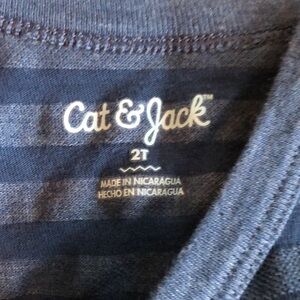 Cat & Jack™
2T
MADE IN NICARAGUA
HECHO EN NICARAGUA